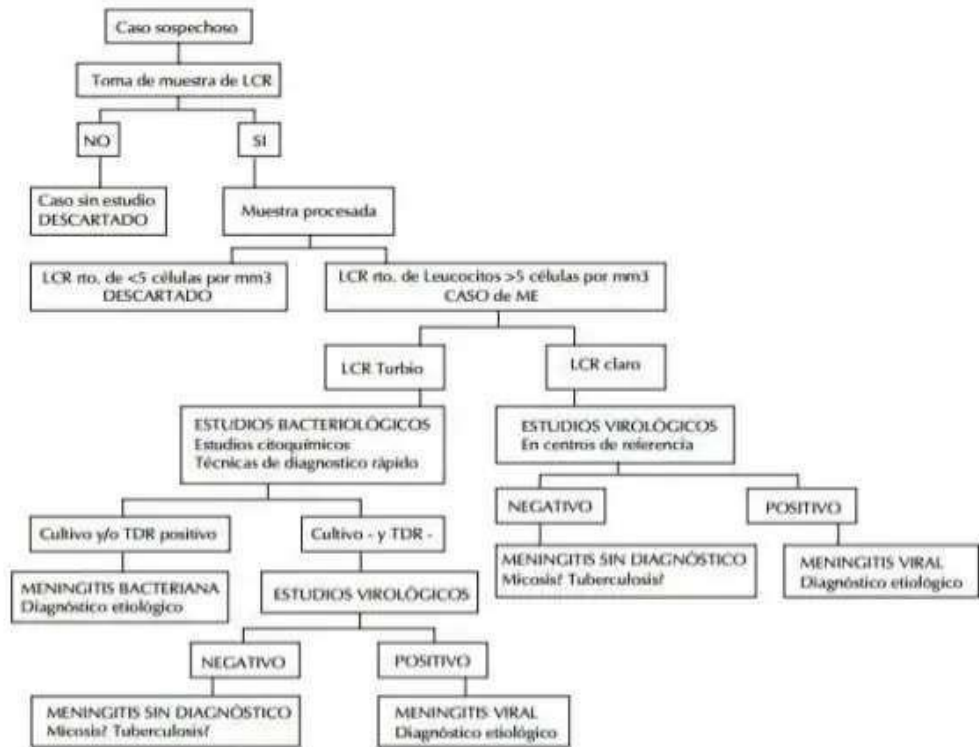 Caso sospechoso
Toma de muestra de LCR
NO
SI
Caso sin estudio
DESCARTADO
Muestra procesada
LCR rto. de <5 células por mm3
DESCARTADO
LCR rto. de Leucocitos >5 células por mm3
CASO de ME
LCR Turbio
LCR claro
ESTUDIOS BACTERIOLÓGICOS
Estudios citoquímicos
Técnicas de diagnostico rápido
ESTUDIOS VIROLÓGICOS
En centros de referencia
Cultivo y/o TDR positivo
Cultivo - y TDR -
NEGATIVO
POSITIVO
MENINGITIS BACTERIANA
Diagnóstico etiológico
ESTUDIOS VIROLÓGICOS
MENINGITIS SIN DIAGNÓSTICO
Micosis? Tuberculosis?
MENINGITIS VIRAL
Diagnóstico etiológico
NEGATIVO
POSITIVO
MENINGITIS SIN DIAGNÓSTICO
Micosis? Tuberculosis?
MENINGITIS VIRAL
Diagnóstico etiológico